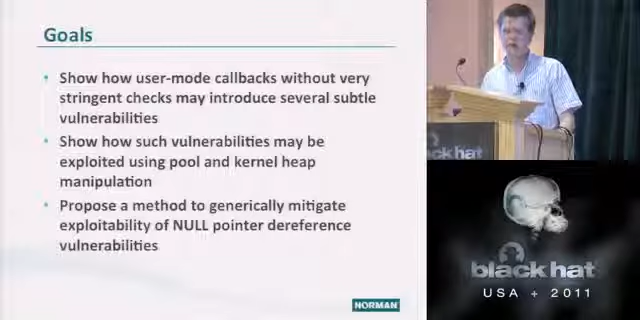 Goals
• Show how user-mode callbacks without very
stringent checks may introduce several subtle
vulnerabilities
• Show how such vulnerabilities may be
exploited using pool and kernel heap
manipulation
• Propose a method to generically mitigate
exploitability of NULL pointer dereference
vulnerabilities
NORMAN
black hat
black hat
USA + 2011